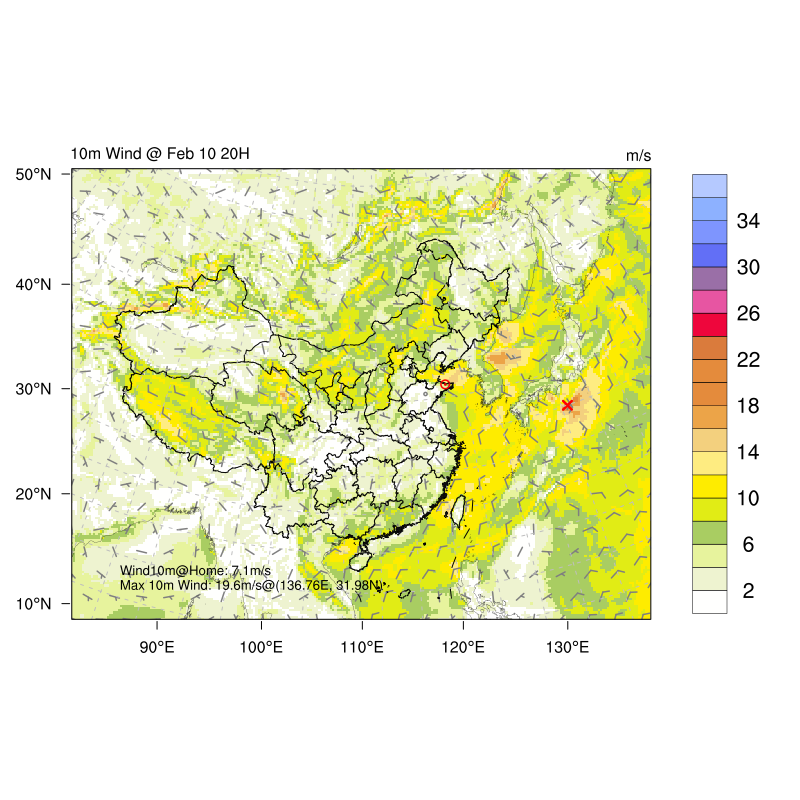 10m Wind @ Feb 10 20H
m/s
50°N
40°N
30°N
20°N
10°N
34
30
26
22
18
14
10
6
2
Wind10m@Home: 7.1m/s
Max 10m Wind: 19.6m/s@(136.76E, 31.98N)
90°E
100°E
110°E
120°E
130°E